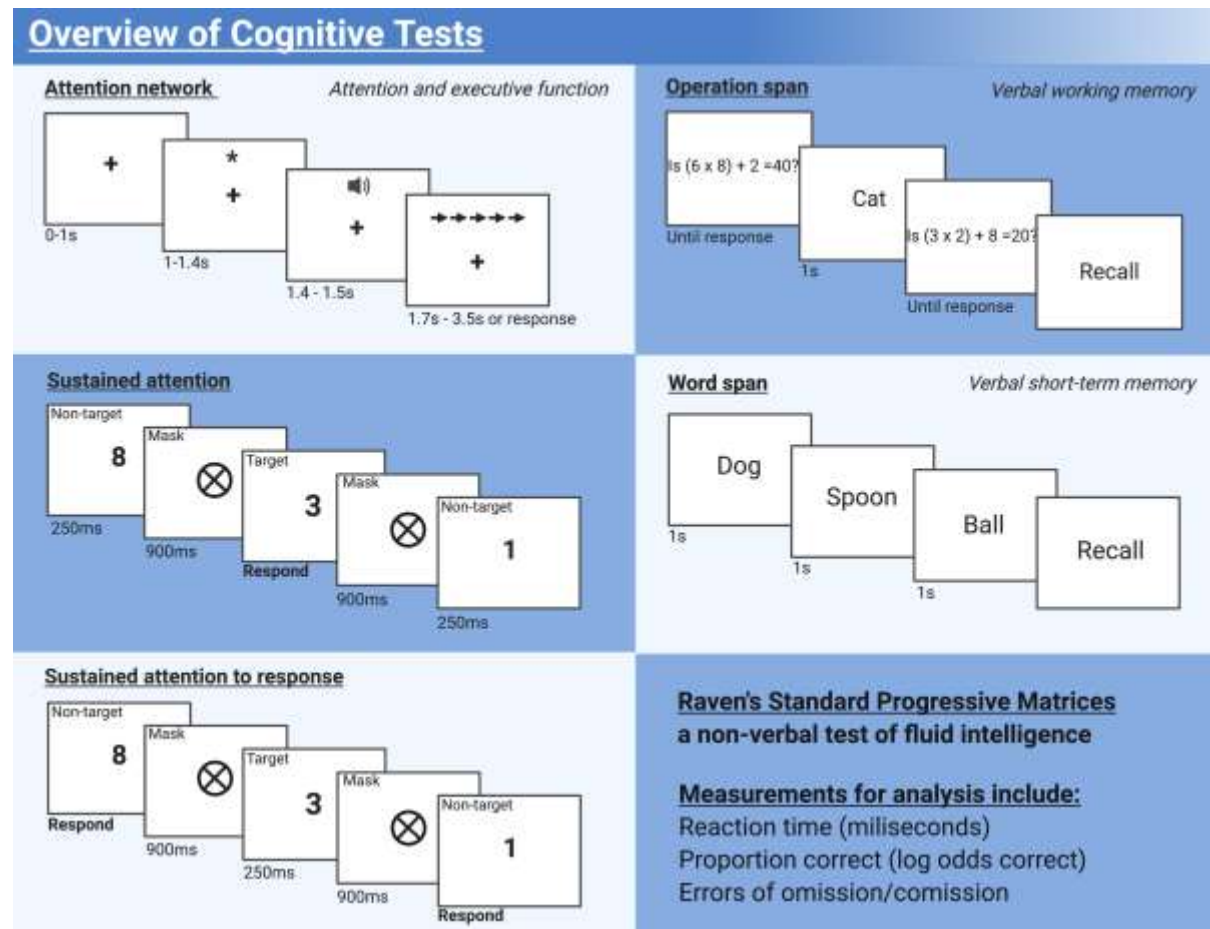 Overview of Cognitive Tests
Attention network
Attention and executive function
+
0-1s
*
+
1-1.4s
+
1.4 - 1.5s
+
1.7s - 3.5s or response
Operation span
Verbal working memory
Is (6 x 8) + 2 =40?
Until response
Cat
1s
Is (3 x 2) + 8 =20?
Until response
Recall
Sustained attention
Non-target
8
250ms
Mask
900ms
Target
3
Respond
Mask
900ms
Non-target
1
250ms
Word span
Verbal short-term memory
Dog
1s
Spoon
1s
Ball
1s
Recall
Sustained attention to response
Non-target
8
Respond
Mask
900ms
Target
3
250ms
Mask
900ms
Non-target
1
Respond
Raven's Standard Progressive Matrices
a non-verbal test of fluid intelligence
Measurements for analysis include:
Reaction time (miliseconds)
Proportion correct (log odds correct)
Errors of omission/comission